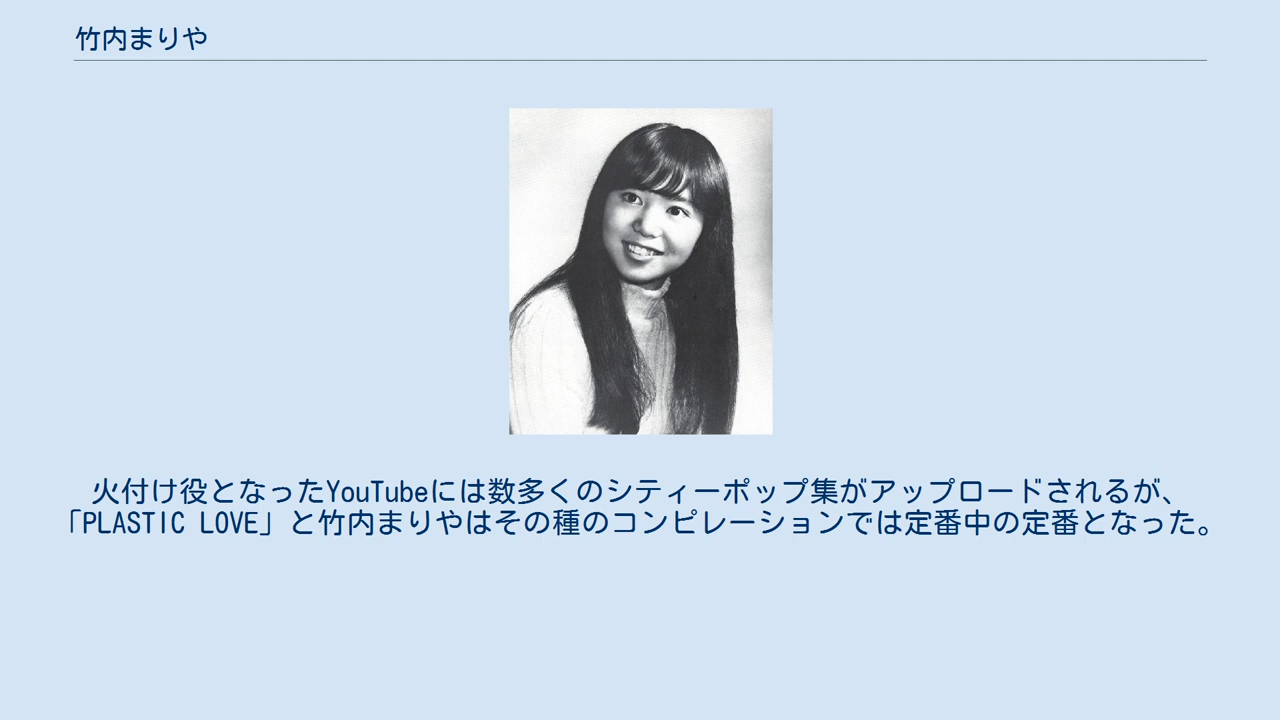 竹内まりや
火付け役となったYouTubeには数多くのシティーポップ集がアップロードされるが、
「PLASTIC LOVE」と竹内まりやはその種のコンピレーションでは定番中の定番となった。